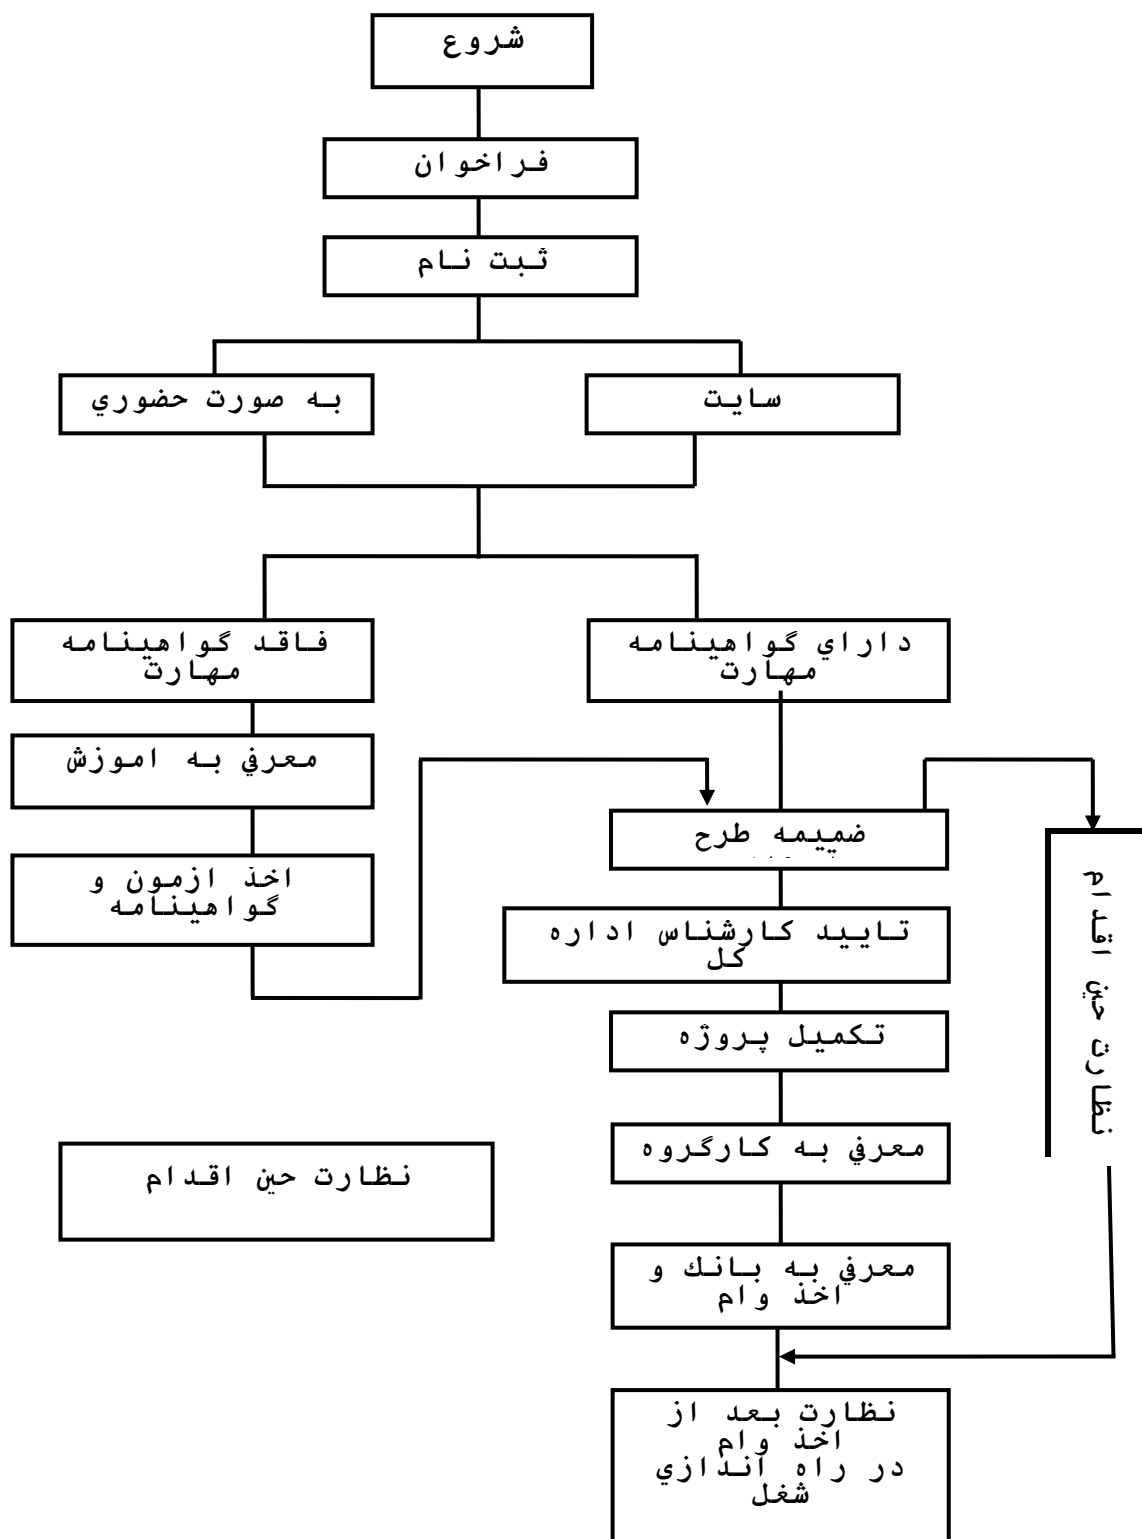 شروع
فراخوان
ثبت نام
سايت
به صورت حضوري
داراي گواهينامه
مهارت
فاقد گواهينامه
مهارت
معرفي به اموزش
اخذ ازمون و
گواهينامه
ضميمه طرح
تاييد كارشناس اداره
كل
تكميل پروژه
معرفي به كارگروه
معرفي به بانك و
اخذ وام
نظارت حين اقدام
نظارت حين اقدام
نظارت بعد از
اخذ وام
در راه اندازي
شغل